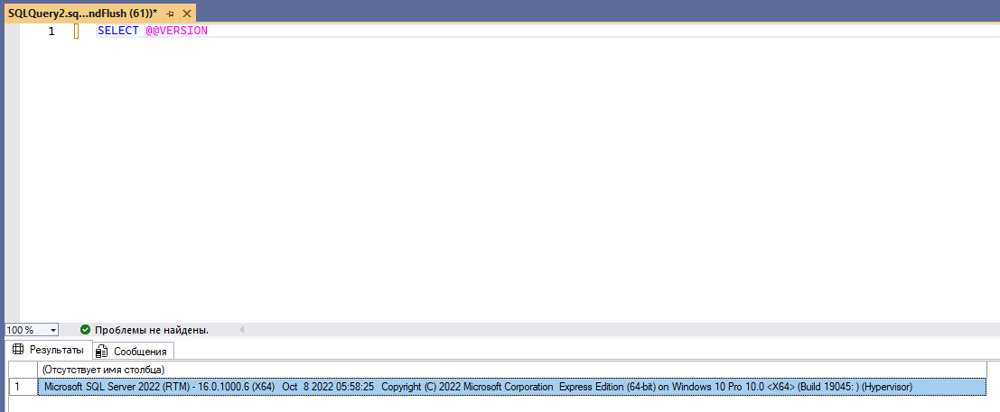 SQLQuery2.sq...ndFlush (61))*
1 SELECT @@VERSION
100 % Проблемы не найдены.
Результаты Сообщения
(Отсутствует имя столбца)
1 Microsoft SQL Server 2022 (RTM) - 16.0.1000.6 (X64) Oct 8 2022 05:58:25 Copyright (C) 2022 Microsoft Corporation Express Edition (64-bit) on Windows 10 Pro 10.0 <X64> (Build 19045: ) (Hypervisor)